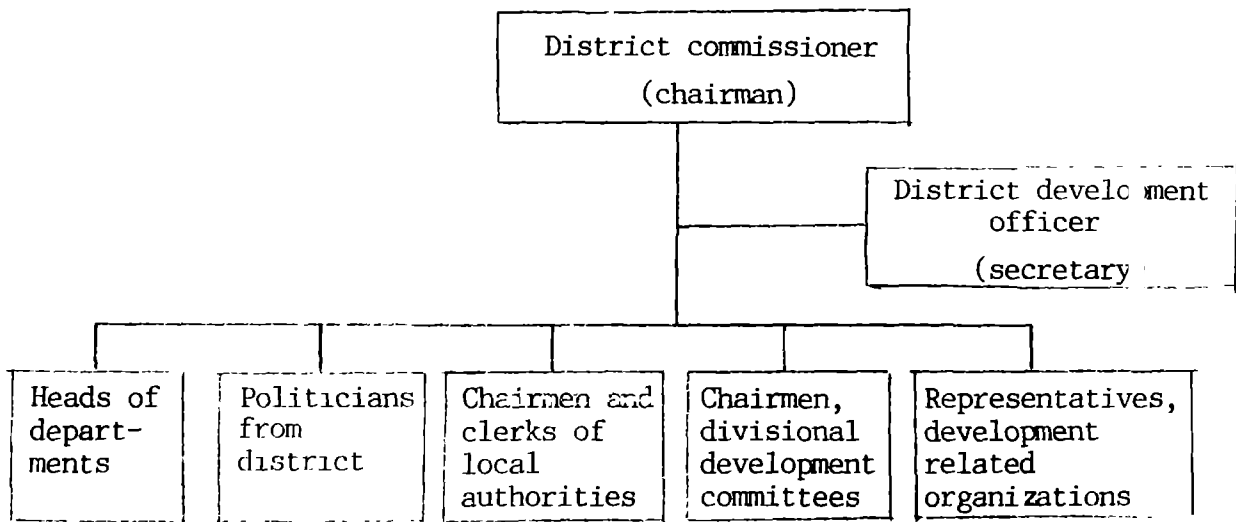 District commissioner
(chairman)
District development
officer
(secretary
Heads of
depart-
ments
Politicians
from
district
Chairmen and
clerks of
local
authorities
Chairmen,
divisional
development
committees
Representatives,
development
related
organizations